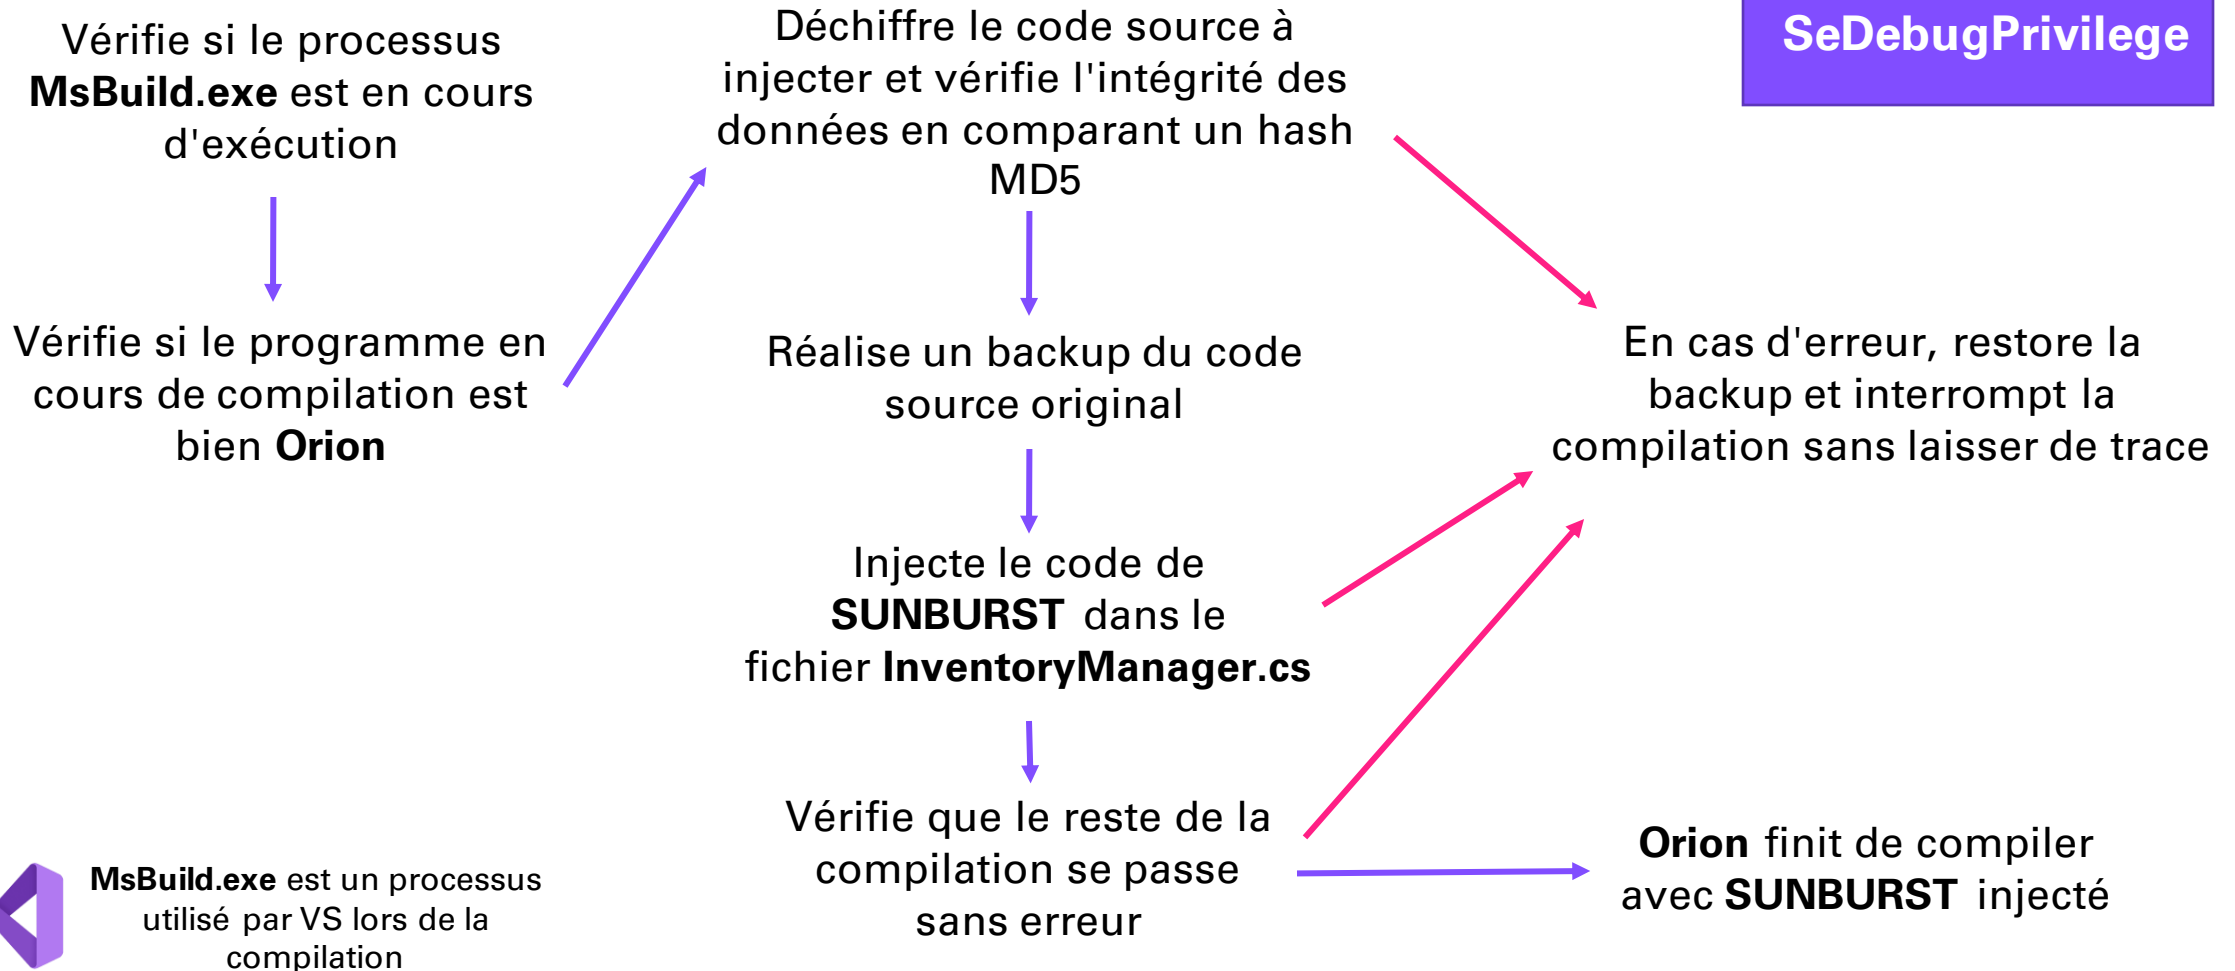 Vérifie si le processus
MsBuild.exe est en cours
d'exécution
Vérifie si le programme en
cours de compilation est
bien Orion
Déchiffre le code source à
injecter et vérifie l'intégrité des
données en comparant un hash
MD5
Réalise un backup du code
source original
Injecte le code de
SUNBURST dans le
fichier InventoryManager.cs
Vérifie que le reste de la
compilation se passe
sans erreur
SeDebugPrivilege
En cas d'erreur, restore la
backup et interrompt la
compilation sans laisser de trace
Orion finit de compiler
avec SUNBURST injecté
MsBuild.exe est un processus
utilisé par VS lors de la
compilation